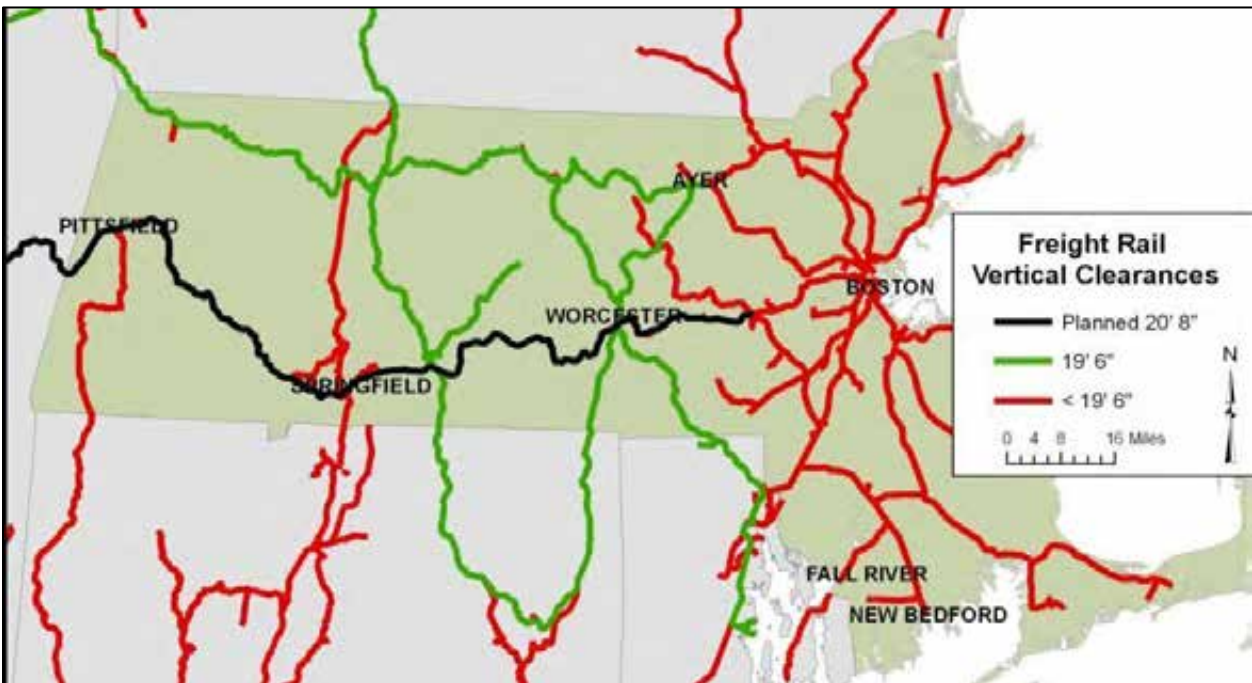 PITTSFIELD
AYER
WORCESTER
BOSTON
SPRINGFIELD
FALL RIVER
NEW BEDFORD
Freight Rail
Vertical Clearances
Planned 20' 8"
19' 6"
< 19' 6"
N
0 4 8 16 Miles